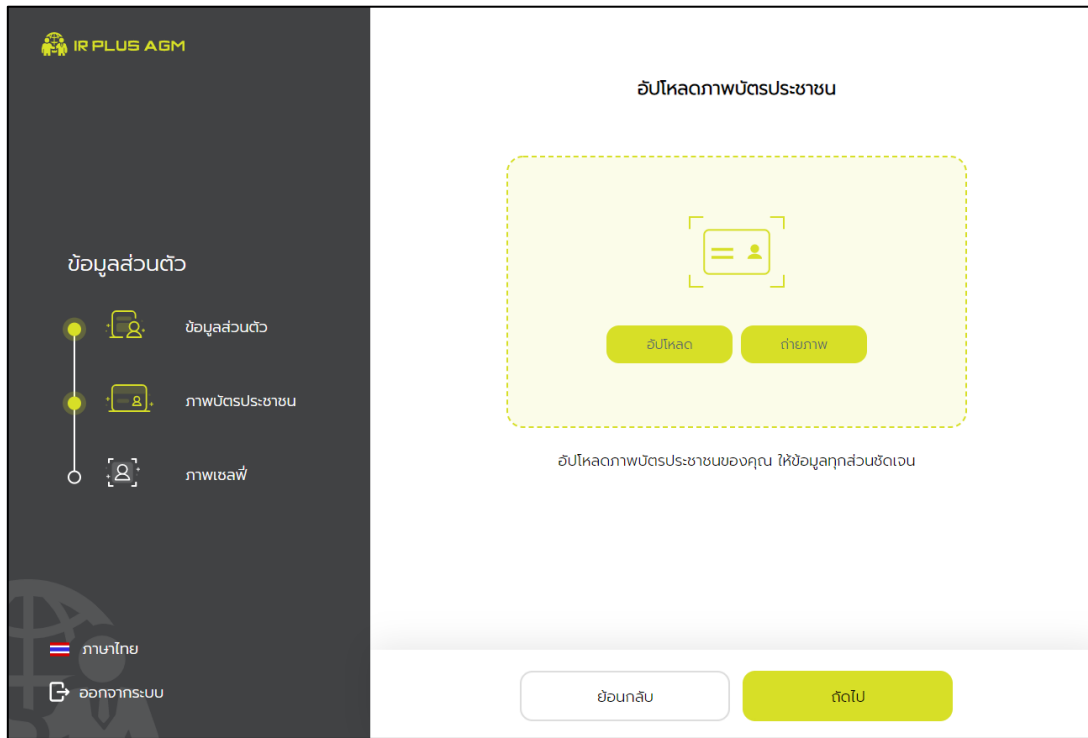 IR PLUS AGM
ข้อมูลส่วนตัว
ข้อมูลส่วนตัว
ภาพบัตรประชาชน
ภาพเซลฟี่
ภาษาไทย
ออกจากระบบ
อัปโหลดภาพบัตรประชาชน
อัปโหลด ถ่ายภาพ
อัปโหลดภาพบัตรประชาชนของคุณ ให้ข้อมูลทุกส่วนชัดเจน
ย้อนกลับ ถัดไป